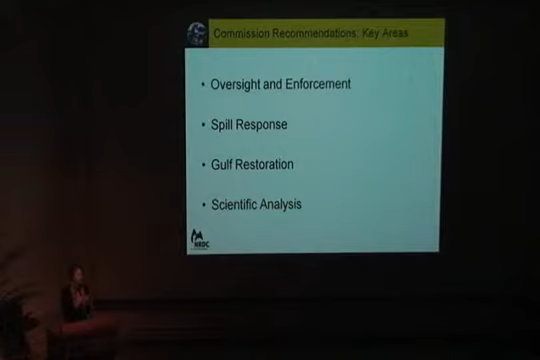 Commission Recommendations: Key Areas
• Oversight and Enforcement
• Spill Response
• Gulf Restoration
• Scientific Analysis
NRDC